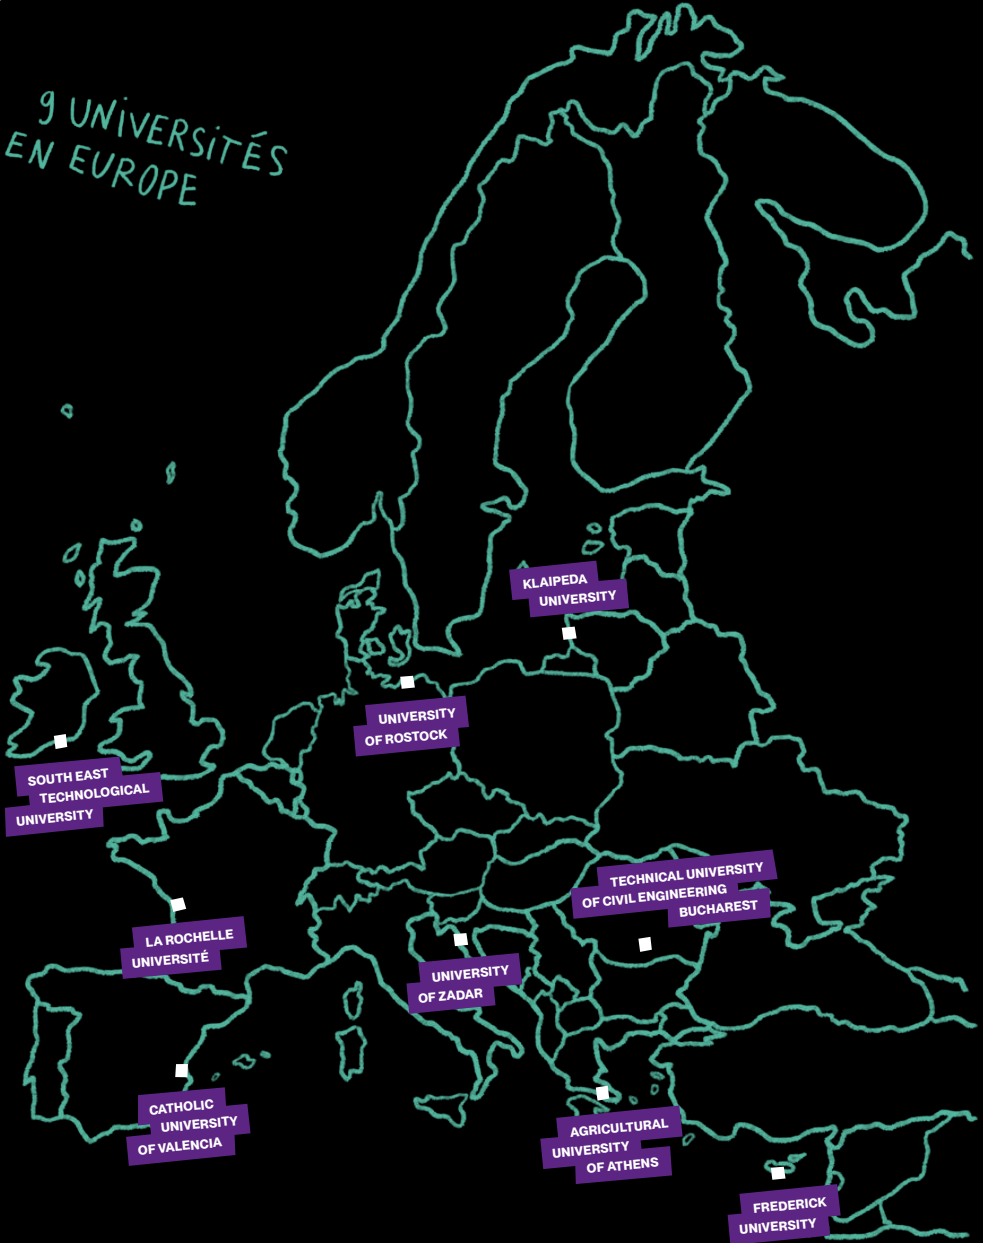 9 UNIVERSITÉS
EN EUROPE
KLAIPEDA
UNIVERSITY
UNIVERSITY
OF ROSTOCK
SOUTH EAST
TECHNOLOGICAL
UNIVERSITY
TECHNICAL UNIVERSITY
OF CIVIL ENGINEERING
BUCHAREST
LA ROCHELLE
UNIVERSITÉ
UNIVERSITY
OF ZADAR
CATHOLIC
UNIVERSITY
OF VALENCIA
AGRICULTURAL
UNIVERSITY
OF ATHENS
FREDERICK
UNIVERSITY